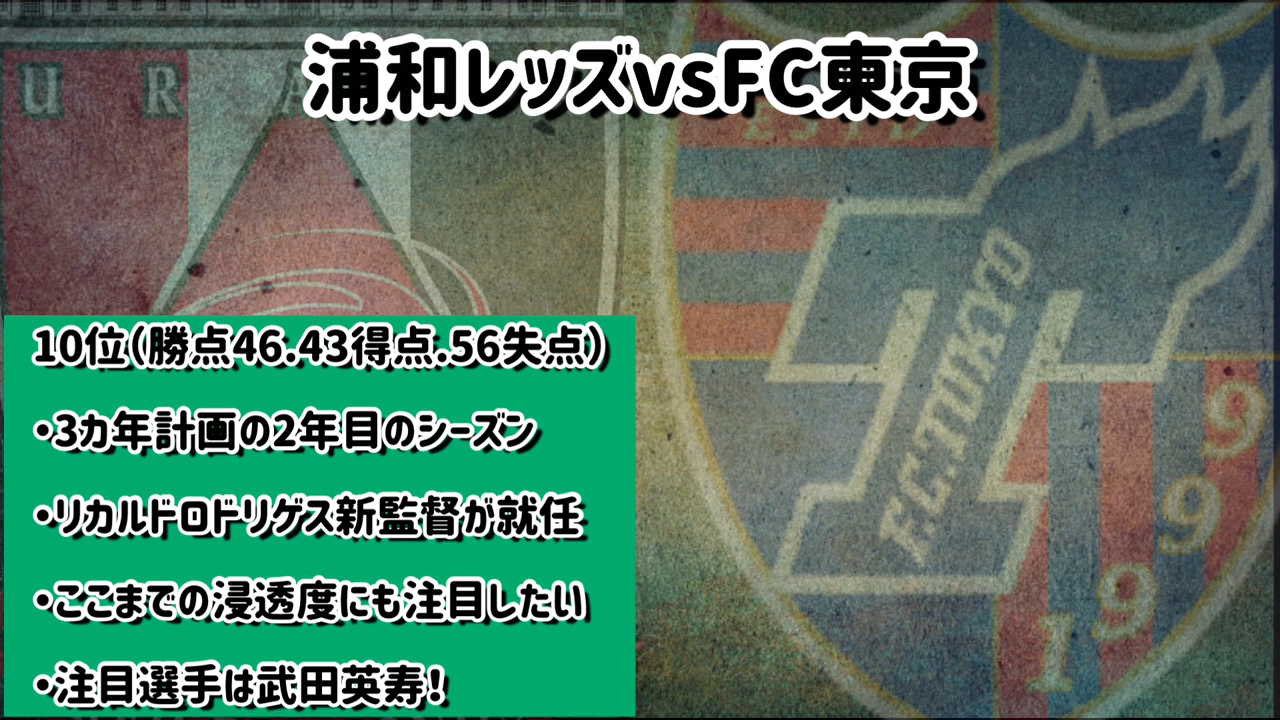 浦和レッズvsFC東京
U R A
ESTD
F.C.TOKYO
1999
10位(勝点46.43得点.56失点)
・3カ年計画の2年目のシーズン
・リカルドロドリゲス新監督が就任
・ここまでの浸透度にも注目したい
・注目選手は武田英寿!